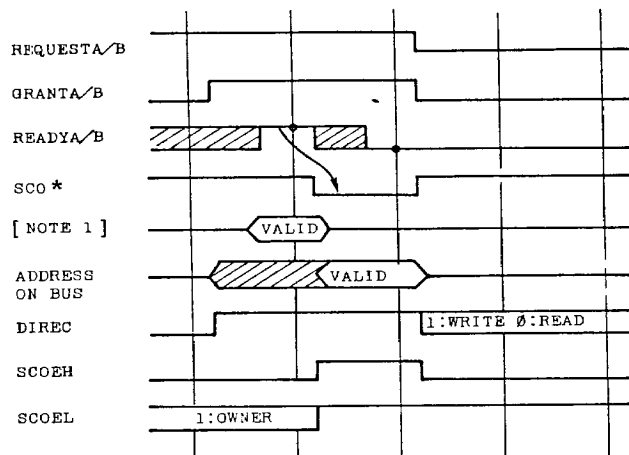 REQUESTA/B
GRANTA/B
READYA/B
SCO*
[NOTE 1]
VALID
ADDRESS
ON BUS
VALID
DIREC
1:WRITE Ø:READ
SCOEH
SCOEL
1:OWNER